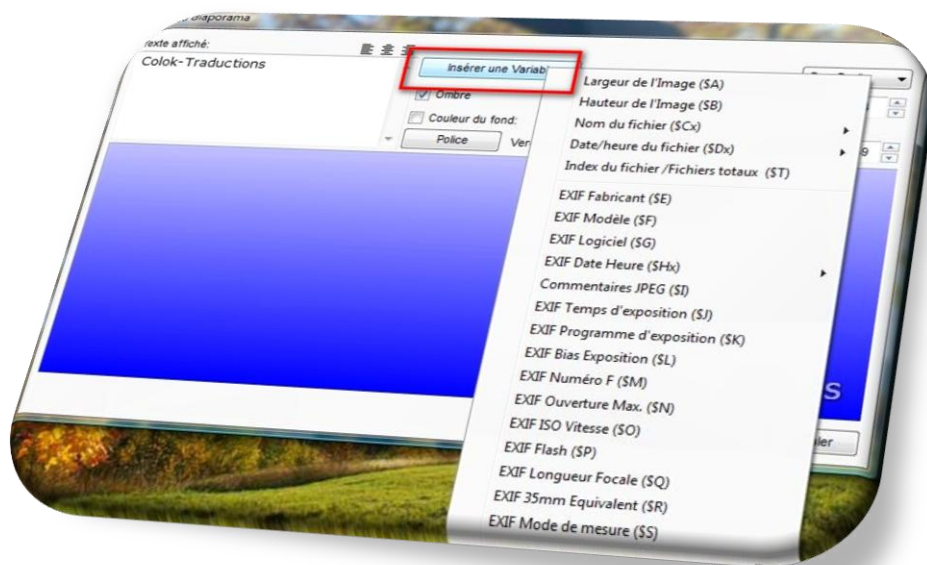 diaporama
Texte affiché:
Colok-Traductions
Insérer une Variab
Ombre
Couleur du fond:
Police
Ver
Largeur de l'Image ($A)
Hauteur de l'Image ($B)
Nom du fichier ($Cx)
Date/heure du fichier ($Dx)
Index du fichier /Fichiers totaux ($T)
EXIF Fabricant ($E)
EXIF Modèle ($F)
EXIF Logiciel ($G)
EXIF Date Heure ($Hx)
Commentaires JPEG ($I)
EXIF Temps d'exposition ($J)
EXIF Programme d'exposition ($K)
EXIF Bias Exposition ($L)
EXIF Numéro F ($M)
EXIF Ouverture Max. ($N)
EXIF ISO Vitesse ($O)
EXIF Flash ($P)
EXIF Longueur Focale ($Q)
EXIF 35mm Equivalent ($R)
EXIF Mode de mesure ($S)
9
s
ler